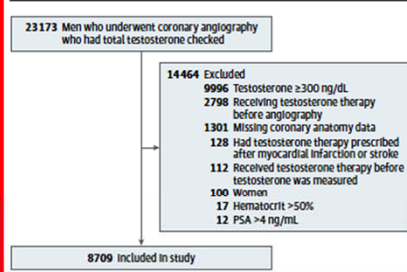 23173 Men who underwent coronary angiography
who had total testosterone checked
14464 Excluded
9996 Testosterone ≥300 ng/dL
2798 Receiving testosterone therapy
before angiography
1301 Missing coronary anatomy data
128 Had testosterone therapy prescribed
after myocardial infarction or stroke
112 Received testosterone therapy before
testosterone was measured
100 Women
17 Hematocrit >50%
12 PSA >4 ng/mL
8709 Included in study